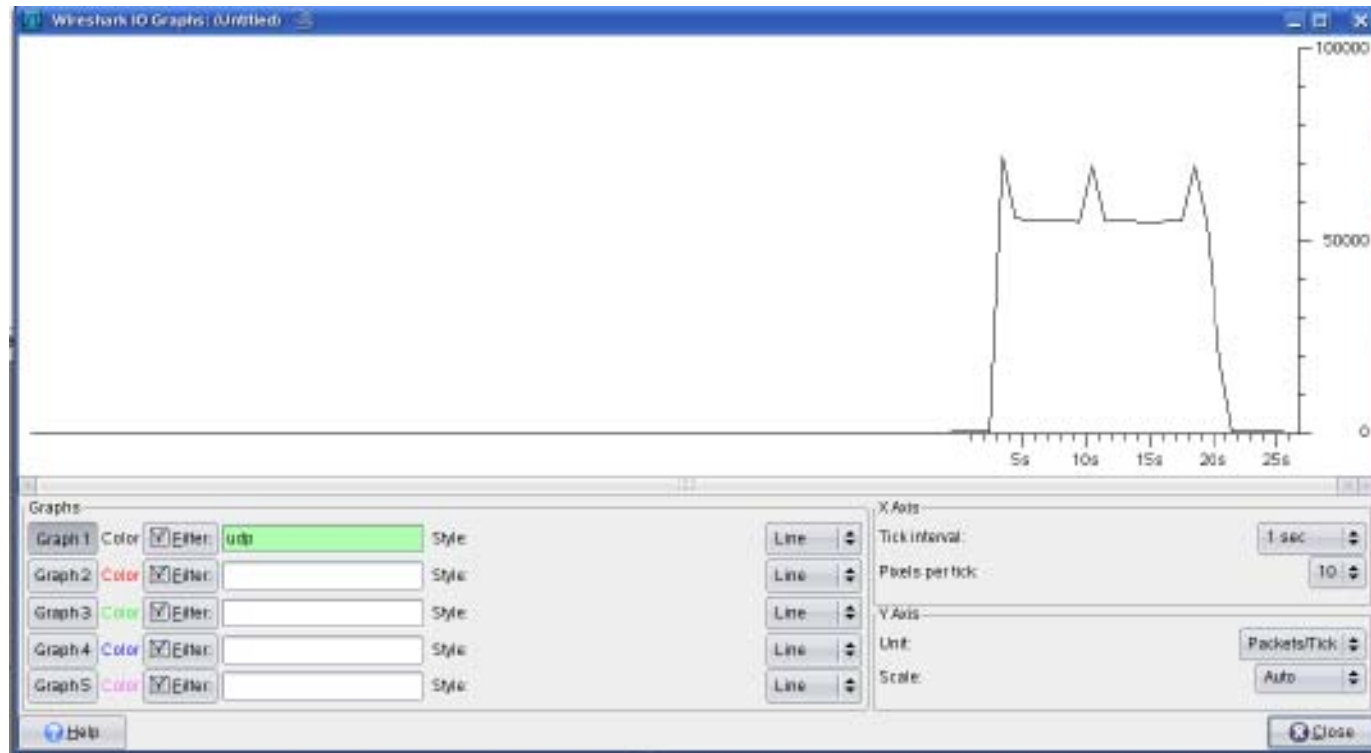 Wireshark IO Graphs: (Untitled)
100000
50000
0
5s 10s 15s 20s 25s
Graphs
Graph 1 Color Filter: udp Style: Line
Graph 2 Color Filter: Style: Line
Graph 3 Color Filter: Style: Line
Graph 4 Color Filter: Style: Line
Graph 5 Color Filter: Style: Line
X Axis
Tick interval: 1 sec
Pixels per tick: 10
Y Axis
Unit: Packets/Tick
Scale: Auto
Help
Close